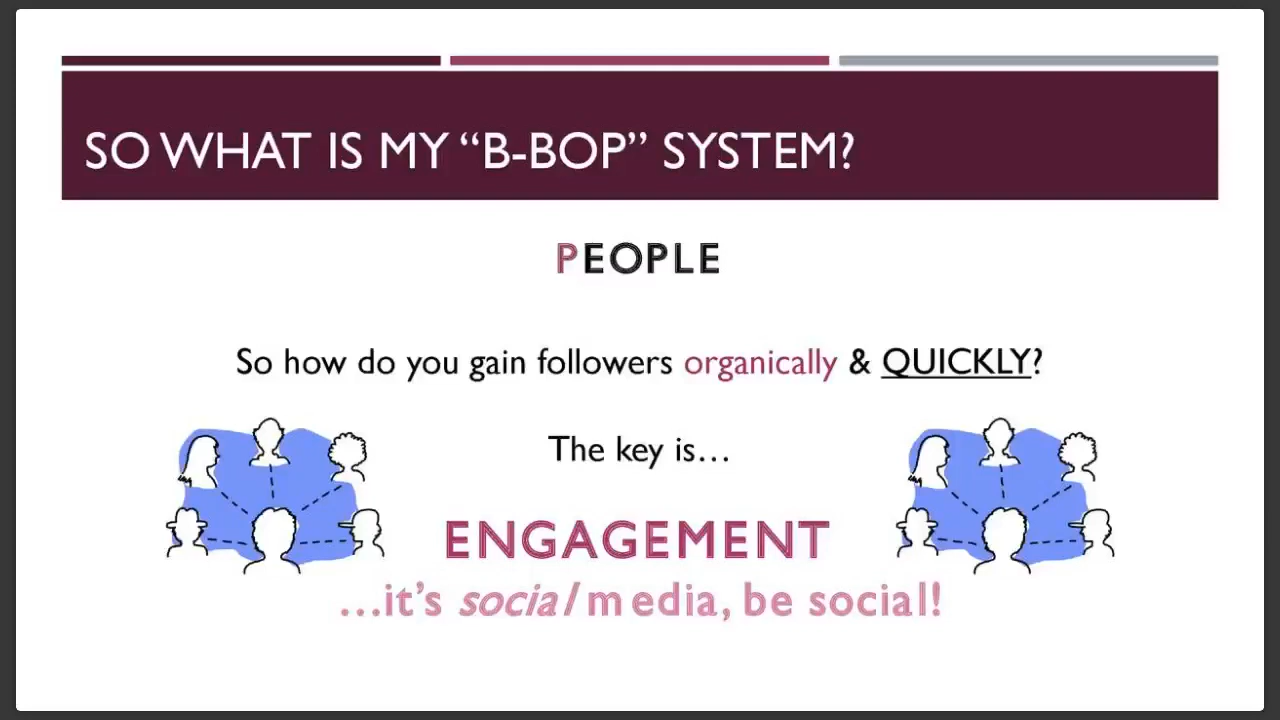 SO WHAT IS MY “B-BOP” SYSTEM?
PEOPLE
So how do you gain followers organically & QUICKLY?
The key is…
ENGAGEMENT
…it’s social media, be social!